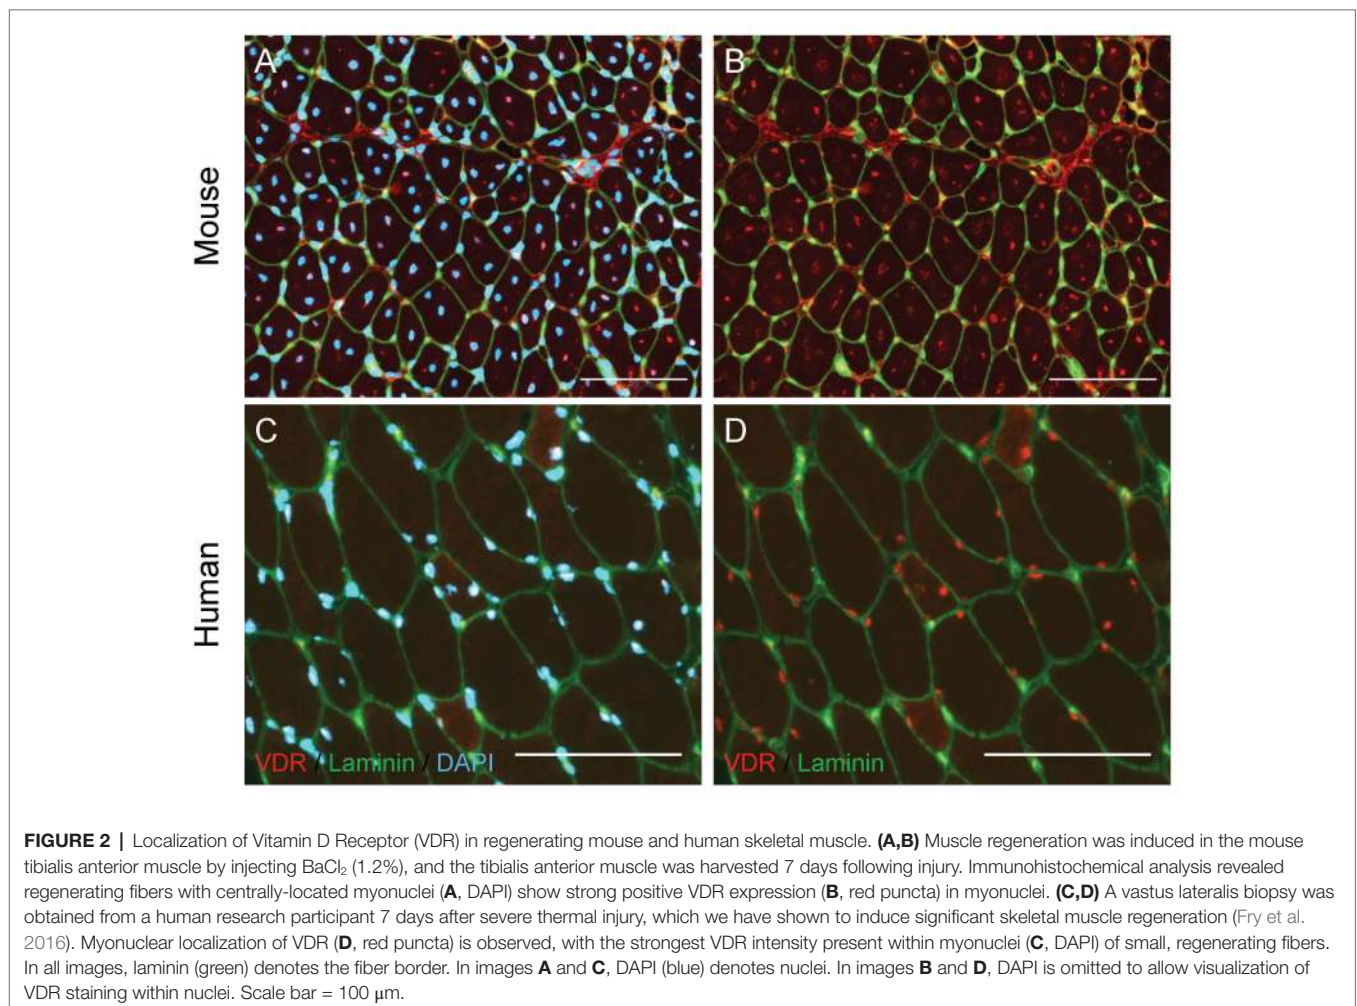 A
B
Mouse
C
D
Human
VDR / Laminin / DAPI
VDR / Laminin
FIGURE 2 | Localization of Vitamin D Receptor (VDR) in regenerating mouse and human skeletal muscle. (A,B) Muscle regeneration was induced in the mouse
tibialis anterior muscle by injecting BaCl₂ (1.2%), and the tibialis anterior muscle was harvested 7 days following injury. Immunohistochemical analysis revealed
regenerating fibers with centrally-located myonuclei (A, DAPI) show strong positive VDR expression (B, red puncta) in myonuclei. (C,D) A vastus lateralis biopsy was
obtained from a human research participant 7 days after severe thermal injury, which we have shown to induce significant skeletal muscle regeneration (Fry et al.
2016). Myonuclear localization of VDR (D, red puncta) is observed, with the strongest VDR intensity present within myonuclei (C, DAPI) of small, regenerating fibers.
In all images, laminin (green) denotes the fiber border. In images A and C, DAPI (blue) denotes nuclei. In images B and D, DAPI is omitted to allow visualization of
VDR staining within nuclei. Scale bar = 100 μm.